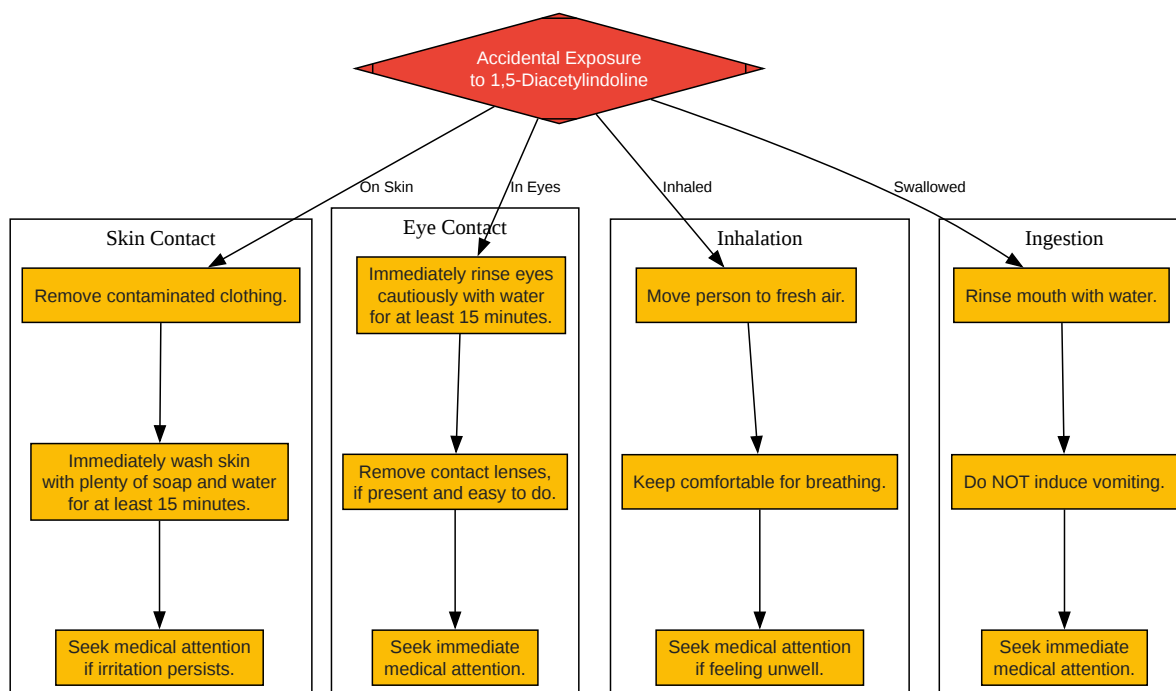 Accidental Exposure
to 1,5-Diacetylindoline
On Skin
In Eyes
Inhaled
Swallowed
Skin Contact
Remove contaminated clothing.
Immediately wash skin
with plenty of soap and water
for at least 15 minutes.
Seek medical attention
if irritation persists.
Eye Contact
Immediately rinse eyes
cautiously with water
for at least 15 minutes.
Remove contact lenses,
if present and easy to do.
Seek immediate
medical attention.
Inhalation
Move person to fresh air.
Keep comfortable for breathing.
Seek medical attention
if feeling unwell.
Ingestion
Rinse mouth with water.
Do NOT induce vomiting.
Seek immediate
medical attention.